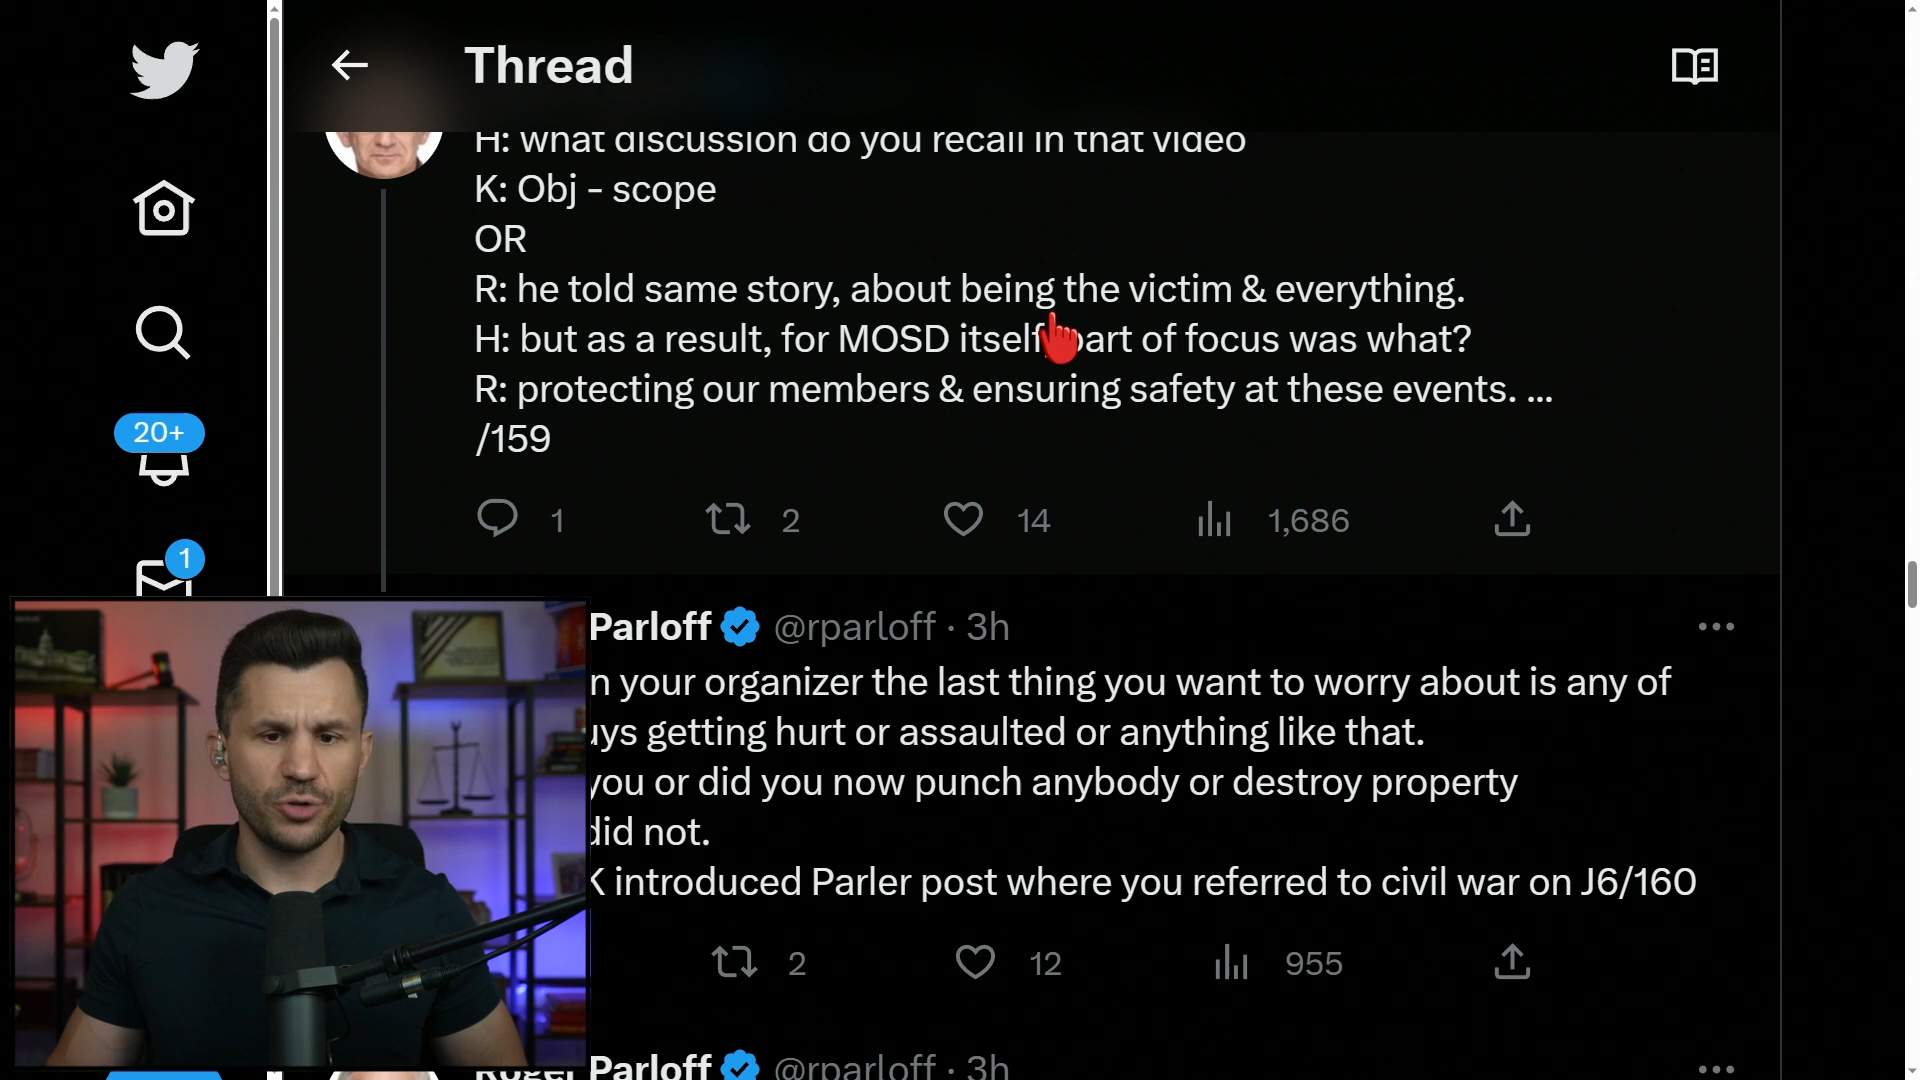 Thread
H: what discussion do you recall in that video
K: Obj - scope
OR
R: he told same story, about being the victim & everything.
H: but as a result, for MOSD itself, part of focus was what?
R: protecting our members & ensuring safety at these events. ...
/159
20+
1 2 14 1,686
1
Parloff @rparloff · 3h
n your organizer the last thing you want to worry about is any of
uys getting hurt or assaulted or anything like that.
you or did you now punch anybody or destroy property
did not.
K introduced Parler post where you referred to civil war on J6/160
2 12 955
Roger Parloff @rparloff · 3h